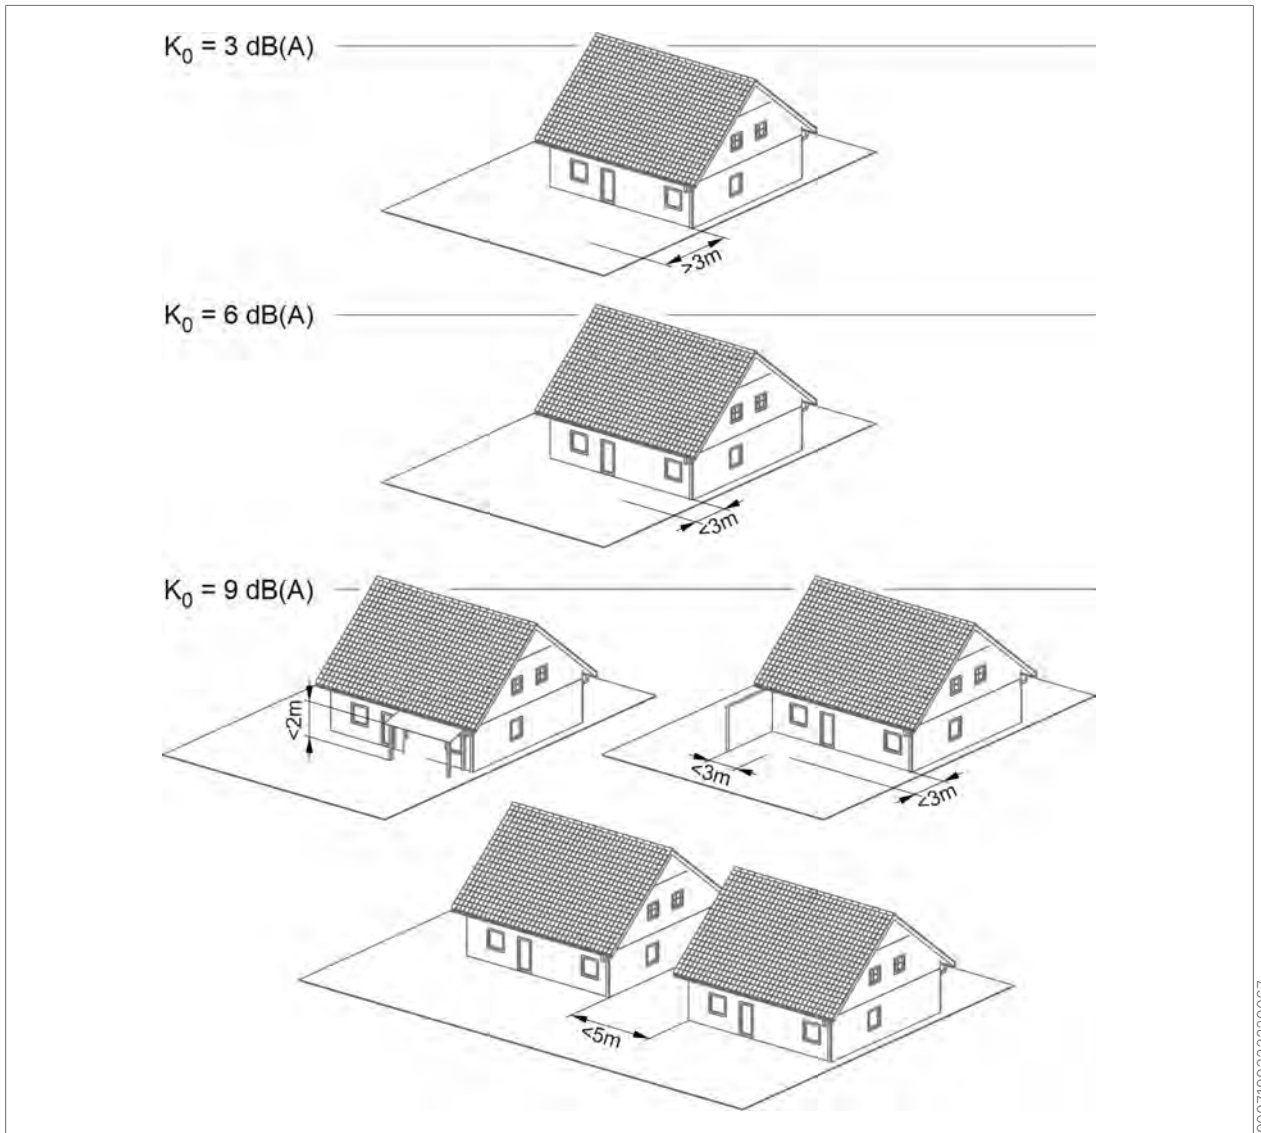 K₀ = 3 dB(A)
>3m
K₀ = 6 dB(A)
<3m
K₀ = 9 dB(A)
<2m
<3m
<3m
<5m